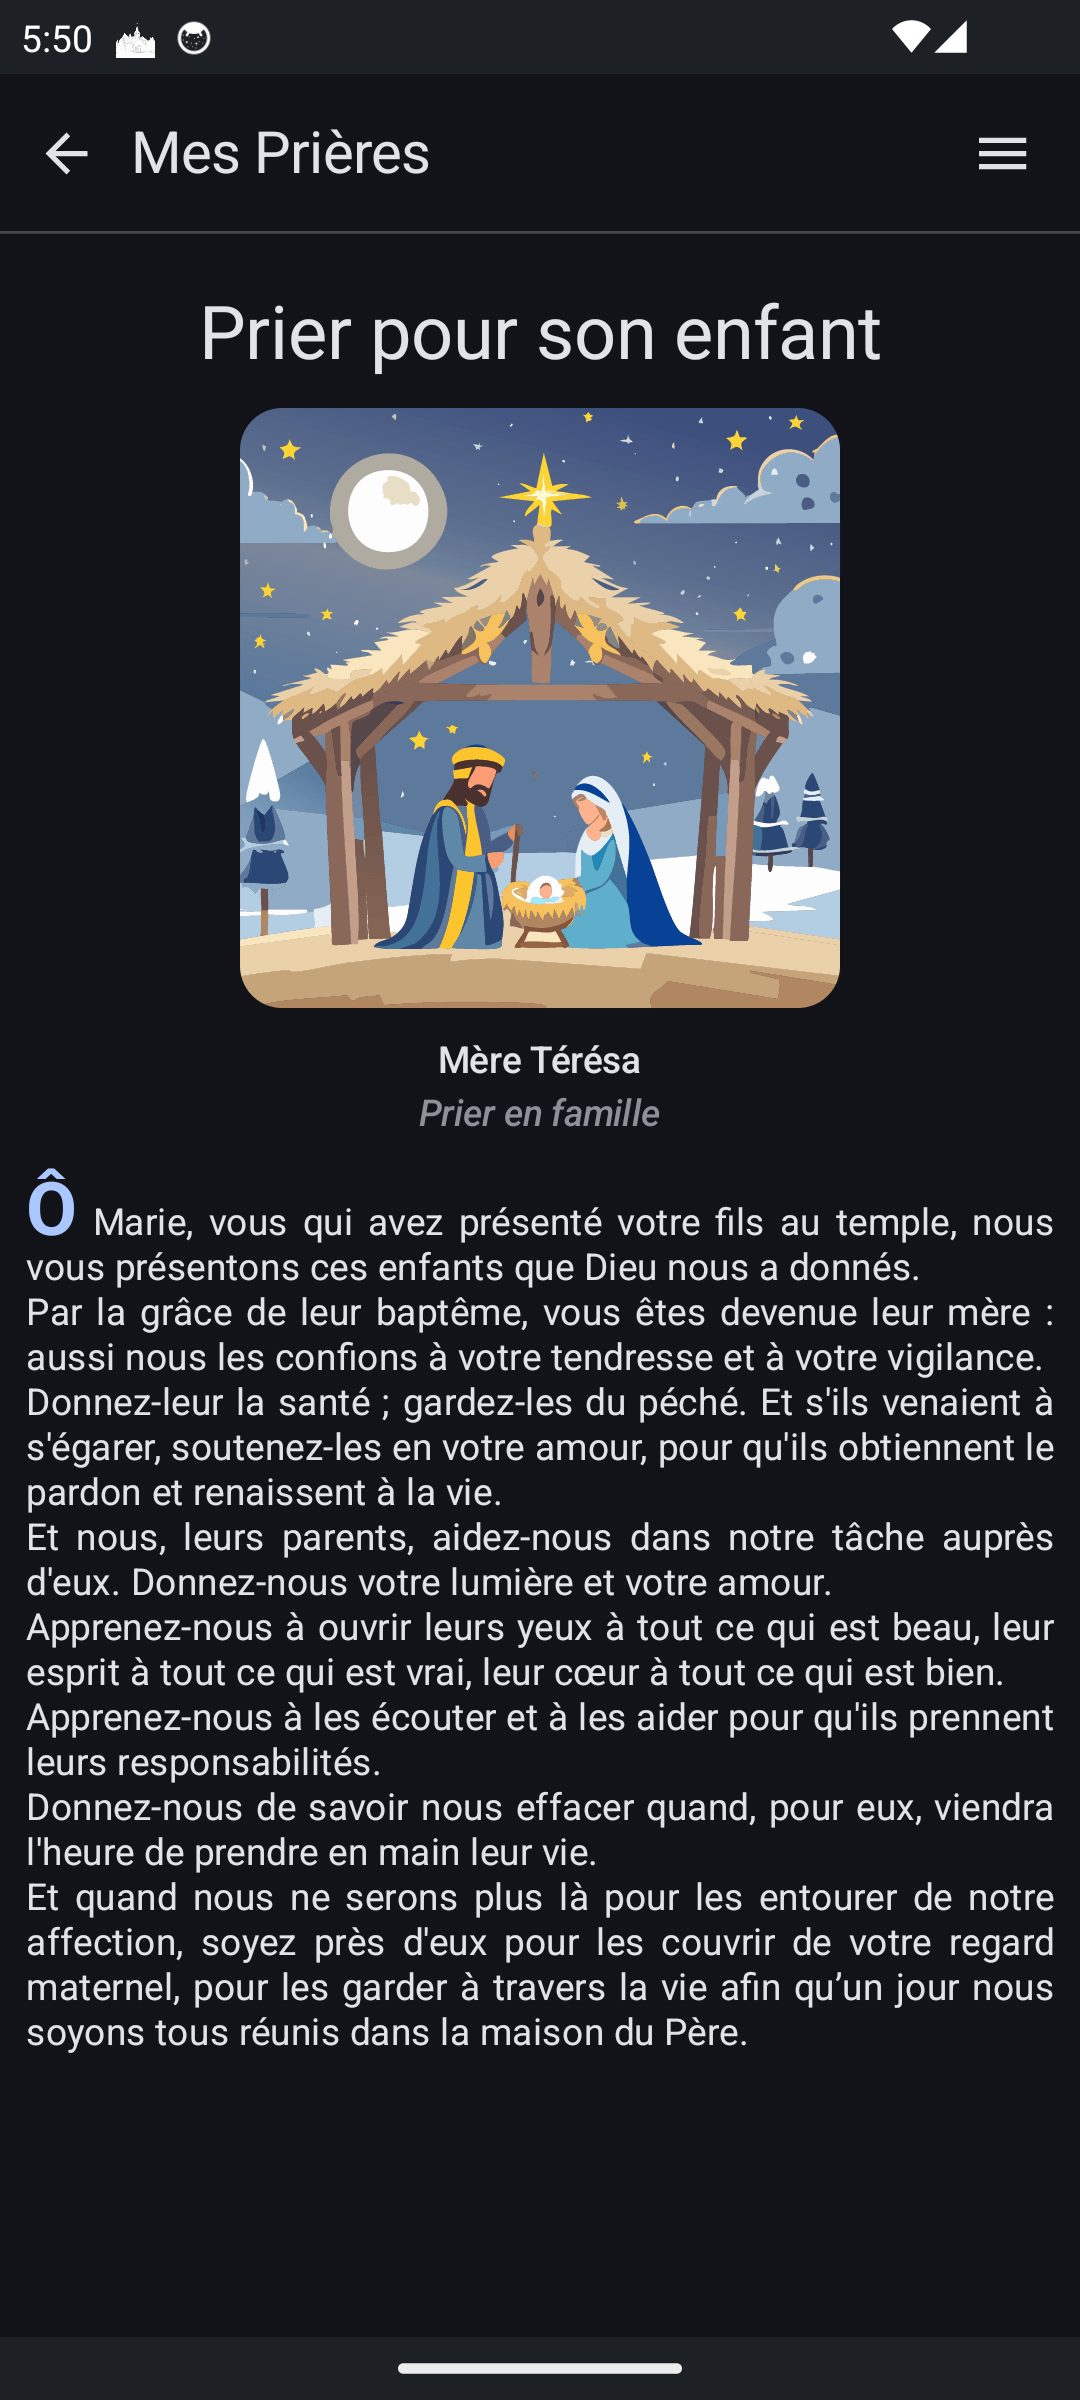 5:50
Mes Prières
Prier pour son enfant
Mère Térésa
Prier en famille
Ô Marie, vous qui avez présenté votre fils au temple, nous
vous présentons ces enfants que Dieu nous a donnés.
Par la grâce de leur baptême, vous êtes devenue leur mère :
aussi nous les confions à votre tendresse et à votre vigilance.
Donnez-leur la santé ; gardez-les du péché. Et s'ils venaient à
s'égarer, soutenez-les en votre amour, pour qu'ils obtiennent le
pardon et renaissent à la vie.
Et nous, leurs parents, aidez-nous dans notre tâche auprès
d'eux. Donnez-nous votre lumière et votre amour.
Apprenez-nous à ouvrir leurs yeux à tout ce qui est beau, leur
esprit à tout ce qui est vrai, leur cœur à tout ce qui est bien.
Apprenez-nous à les écouter et à les aider pour qu'ils prennent
leurs responsabilités.
Donnez-nous de savoir nous effacer quand, pour eux, viendra
l'heure de prendre en main leur vie.
Et quand nous ne serons plus là pour les entourer de notre
affection, soyez près d'eux pour les couvrir de votre regard
maternel, pour les garder à travers la vie afin qu’un jour nous
soyons tous réunis dans la maison du Père.